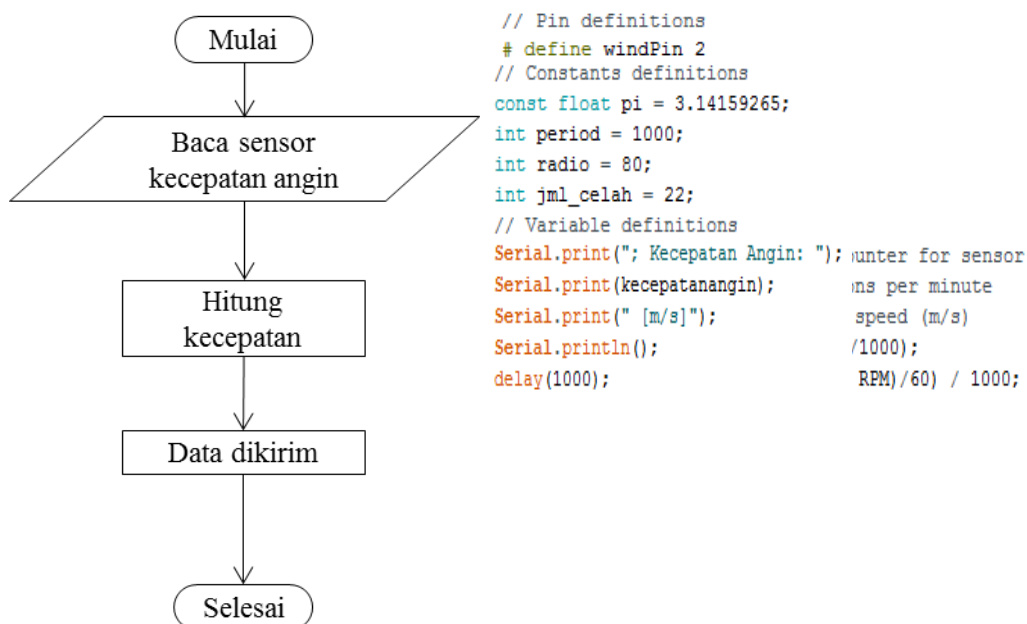 Mulai
Baca sensor
kecepatan angin
Hitung
kecepatan
Data dikirim
Selesai
// Pin definitions
# define windPin 2
// Constants definitions
const float pi = 3.14159265;
int period = 1000;
int radio = 80;
int jml_celah = 22;
// Variable definitions
Serial.print("; Kecepatan Angin: "); for sensor
Serial.print(kecepatanangin); per minute
Serial.print(" [m/s]"); speed (m/s)
Serial.println(); /1000);
delay(1000); RPM)/60) / 1000;